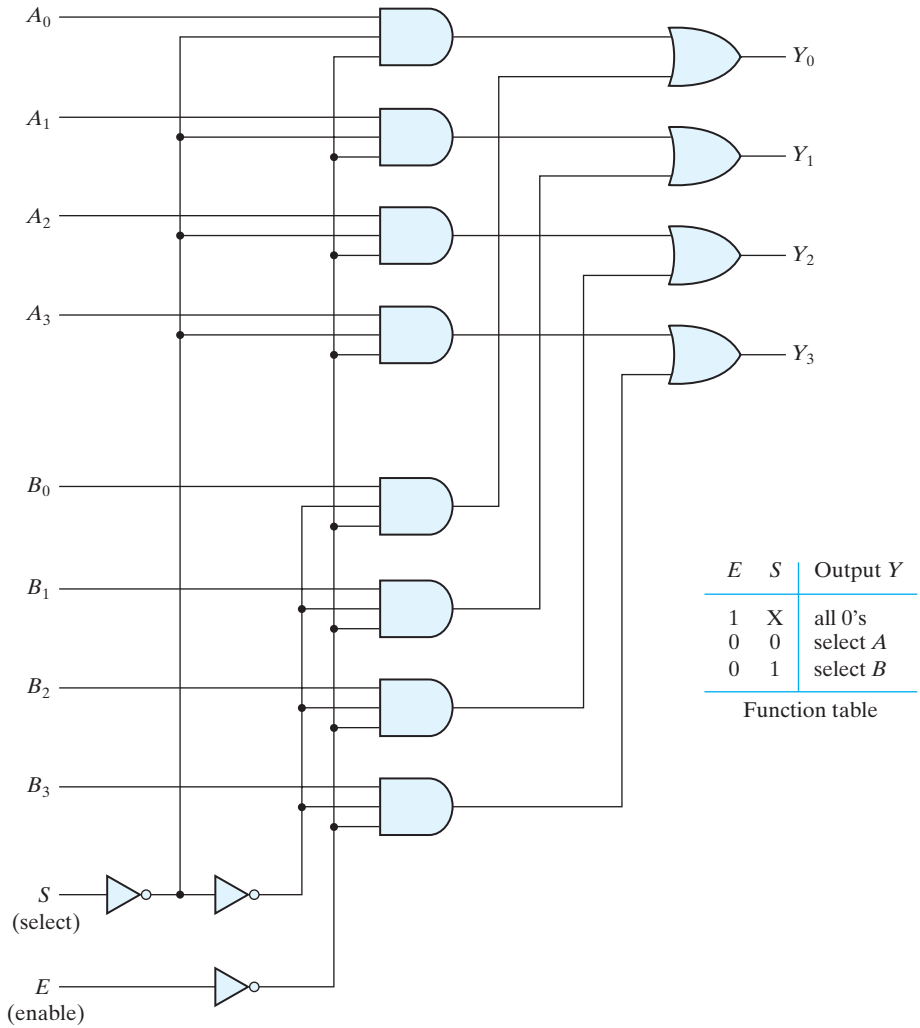 A0
Y0
A1
Y1
A2
Y2
A3
Y3
B0
B1
B2
B3
S
(select)
E
(enable)
E S Output Y
1 X all 0's
0 0 select A
0 1 select B
Function table